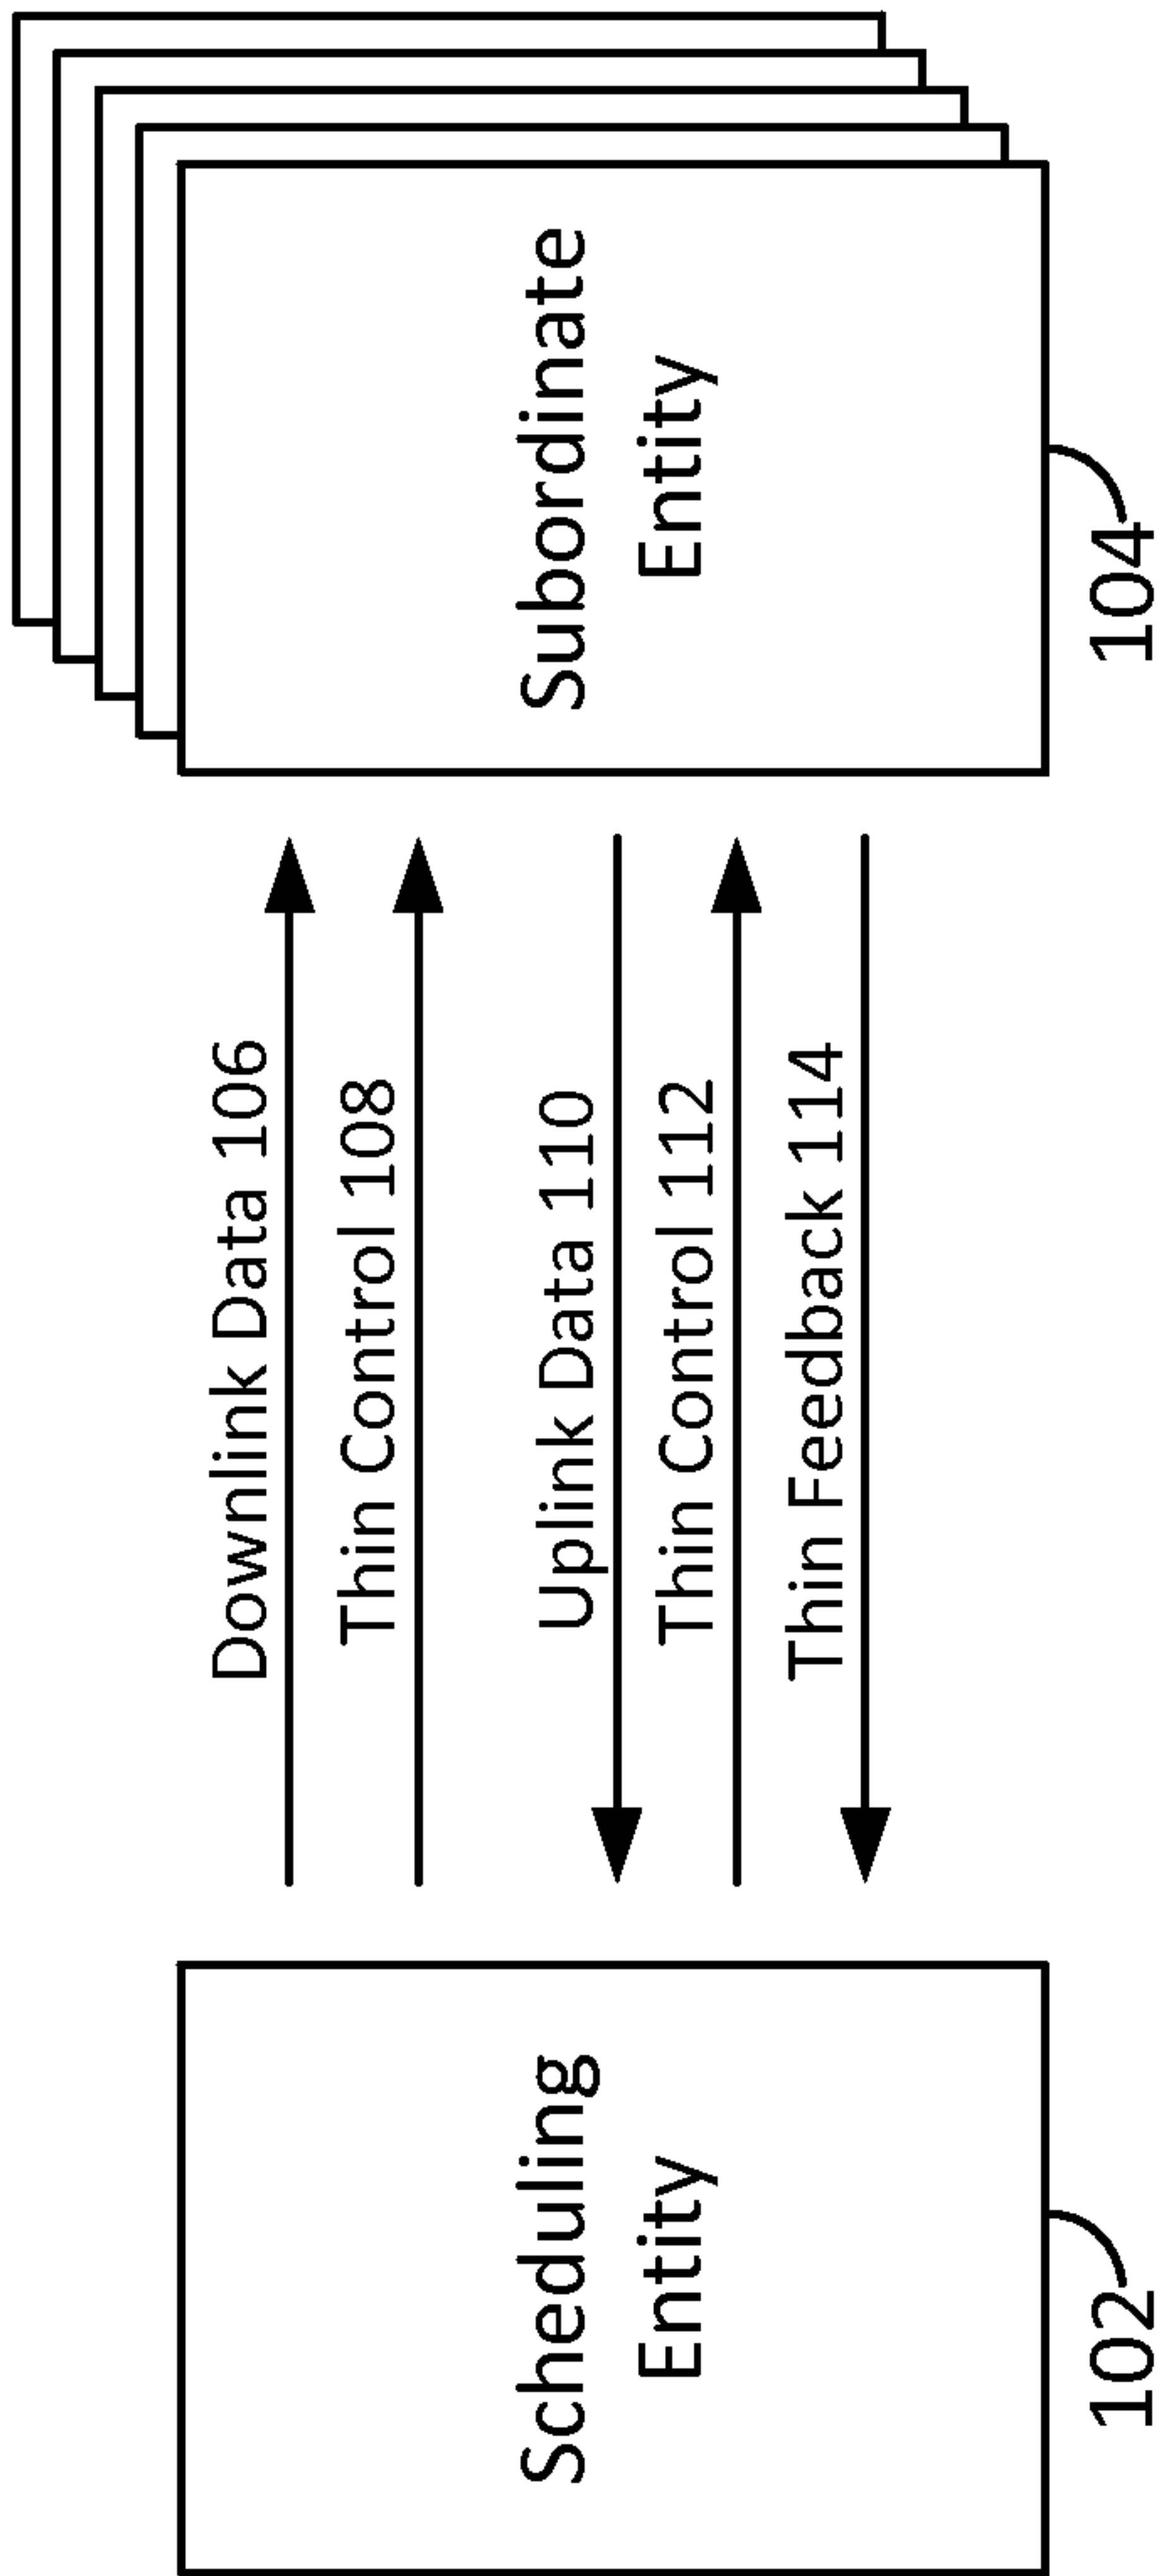 Scheduling
Entity
102
Downlink Data 106
Thin Control 108
Uplink Data 110
Thin Control 112
Thin Feedback 114
Subordinate
Entity
104